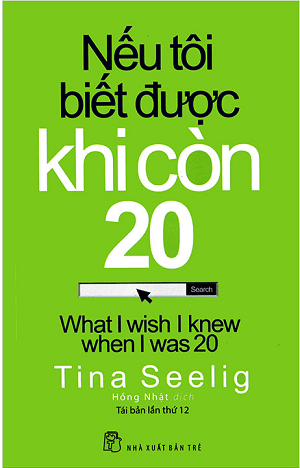 Nếu tôi
biết được
khi còn
20
Search
What I wish I knew
when I was 20
Tina Seelig
Hồng Nhật dịch
Tái bản lần thứ 12
NHÀ XUẤT BẢN TRẺ